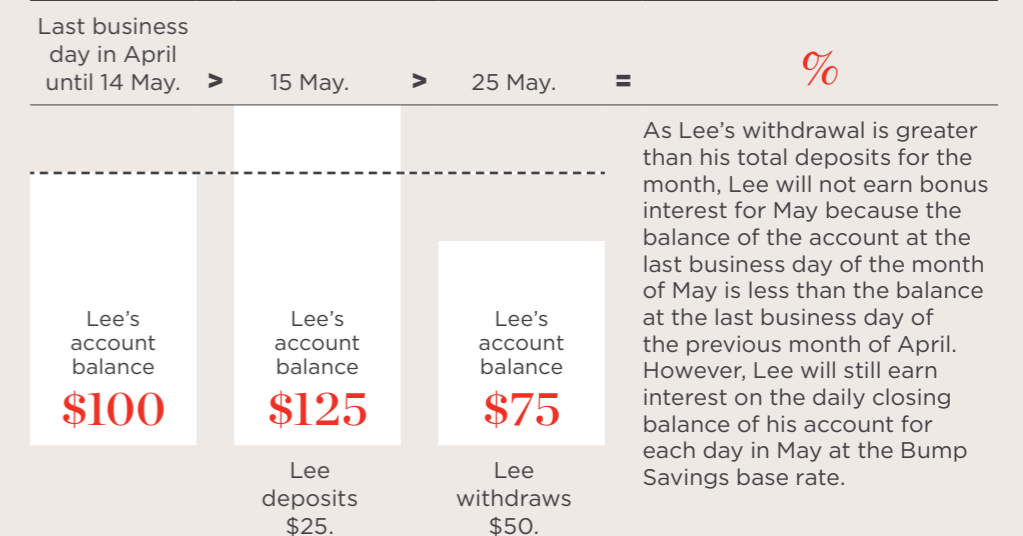 Last business
day in April
until 14 May.
>
15 May.
>
25 May.
=
%
Lee's
account
balance
$100
Lee's
account
balance
$125
Lee
deposits
$25.
Lee's
account
balance
$75
Lee
withdraws
$50.
As Lee's withdrawal is greater
than his total deposits for the
month, Lee will not earn bonus
interest for May because the
balance of the account at the
last business day of the month
of May is less than the balance
at the last business day of
the previous month of April.
However, Lee will still earn
interest on the daily closing
balance of his account for
each day in May at the Bump
Savings base rate.